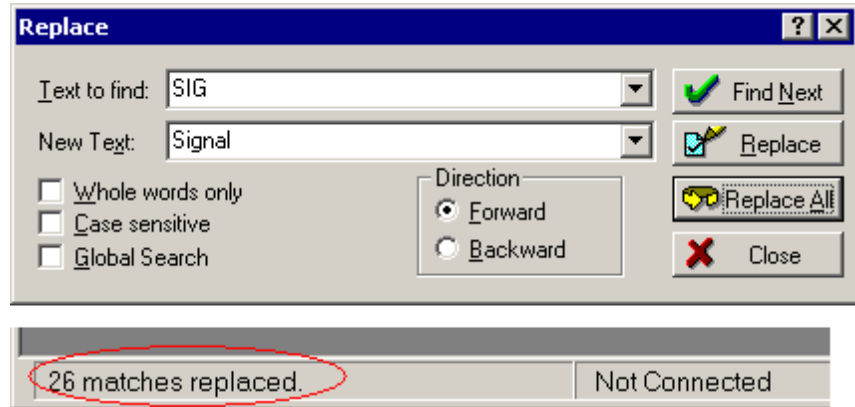 Replace
Text to find: SIG
Find Next
New Text: Signal
Replace
Whole words only
Direction
Case sensitive
Forward
Replace All
Global Search
Backward
Close
26 matches replaced.
Not Connected